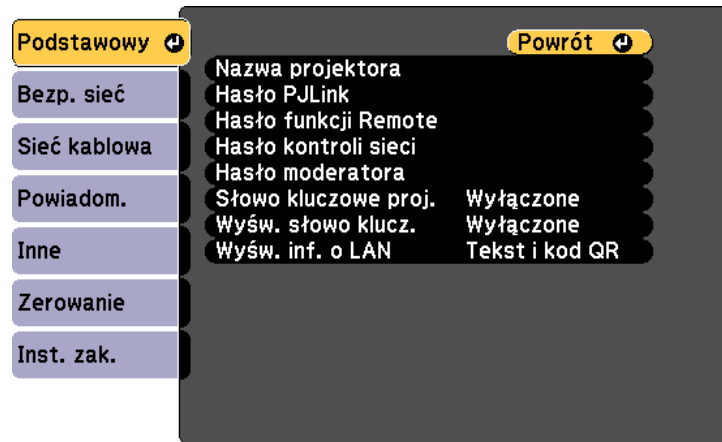 Podstawowy
Powrót
Nazwa projektora
Bezp. sieć
Hasło PJLink
Hasło funkcji Remote
Sieć kablowa
Hasło kontroli sieci
Hasło moderatora
Powiadom.
Słowo kluczowe proj. Wyłączone
Wyśw. słowo klucz. Wyłączone
Inne
Wyśw. inf. o LAN Tekst i kod QR
Zerowanie
Inst. zak.